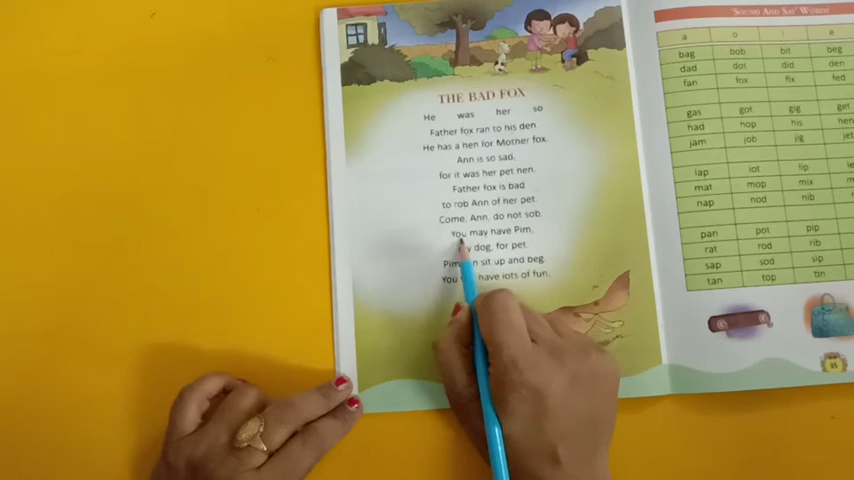 THE BAD FOX
He was her so
Father fox ran to his den.
He has a hen for Mother fox.
Ann is so sad,
for it was her pet hen.
Father fox is bad
to rob Ann of her pet.
Come, Ann, do not sob.
You may have Pim,
dog, for pet.
sit up and beg.
You have lots of fun.
SOUND AND SAY WORDS
a o i e
bag bob bit beg
dad dot did den
fan fox fix fed
gas got gig
had hop his hen
jam job jig jet
lap lot lip
mat mop mix
nap nod nib
pan pot pip
rat rod rib
sap sod sip
tan top tin